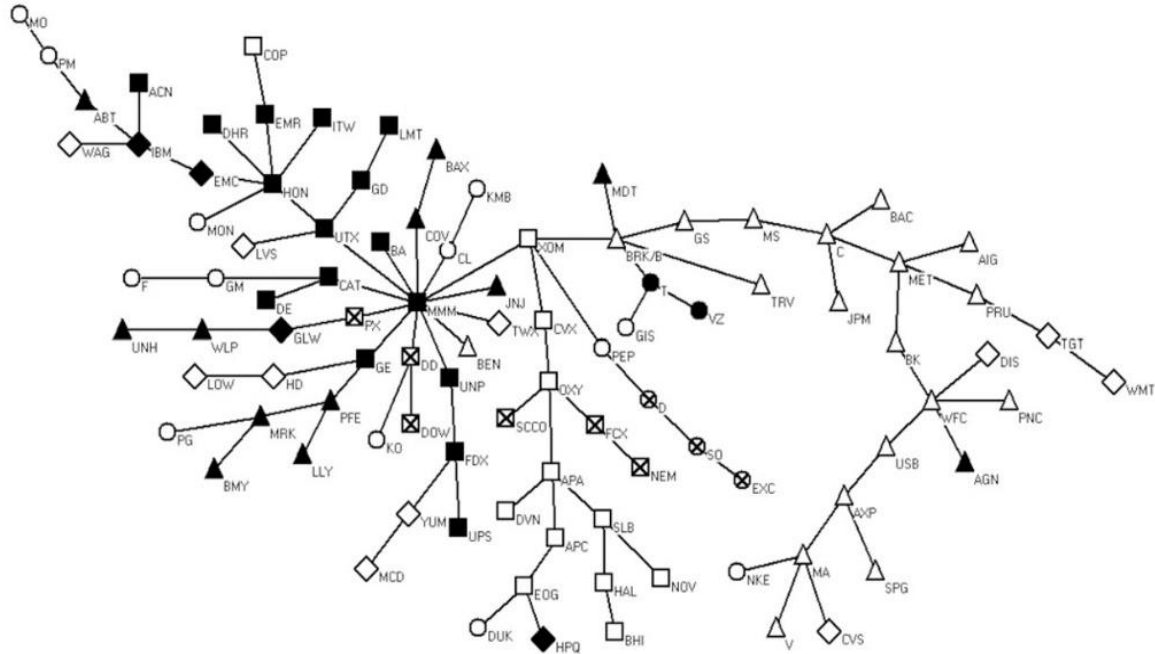 MO
PM
COP
ACN
ABT
EMR
ITW
DHR
LMT
WAG
IBM
BAX
EMC
HON
GD
KMB
MDT
MON
BAC
UTX
COV
GS
MS
LVS
BA
CL
XOM
BRK/B
C
AIG
F
GM
CAT
MET
DE
MMM
JNJ
T
TRV
PRU
PX
TWX
CVX
VZ
JPM
UNH
WLP
GLW
GIS
TGT
BEN
PEP
BK
DIS
GE
DD
LOW
HD
UNP
OXY
WMT
PFE
D
WFC
PNC
MRK
SCCO
FCX
PG
KO
DOW
SO
USB
BMY
LLY
FDX
NEM
AGN
APA
EXC
AXP
DVN
SLB
YUM
UPS
APC
MCD
EOG
HAL
NOV
NKE
MA
SPG
DUK
HPQ
BHI
V
CVS